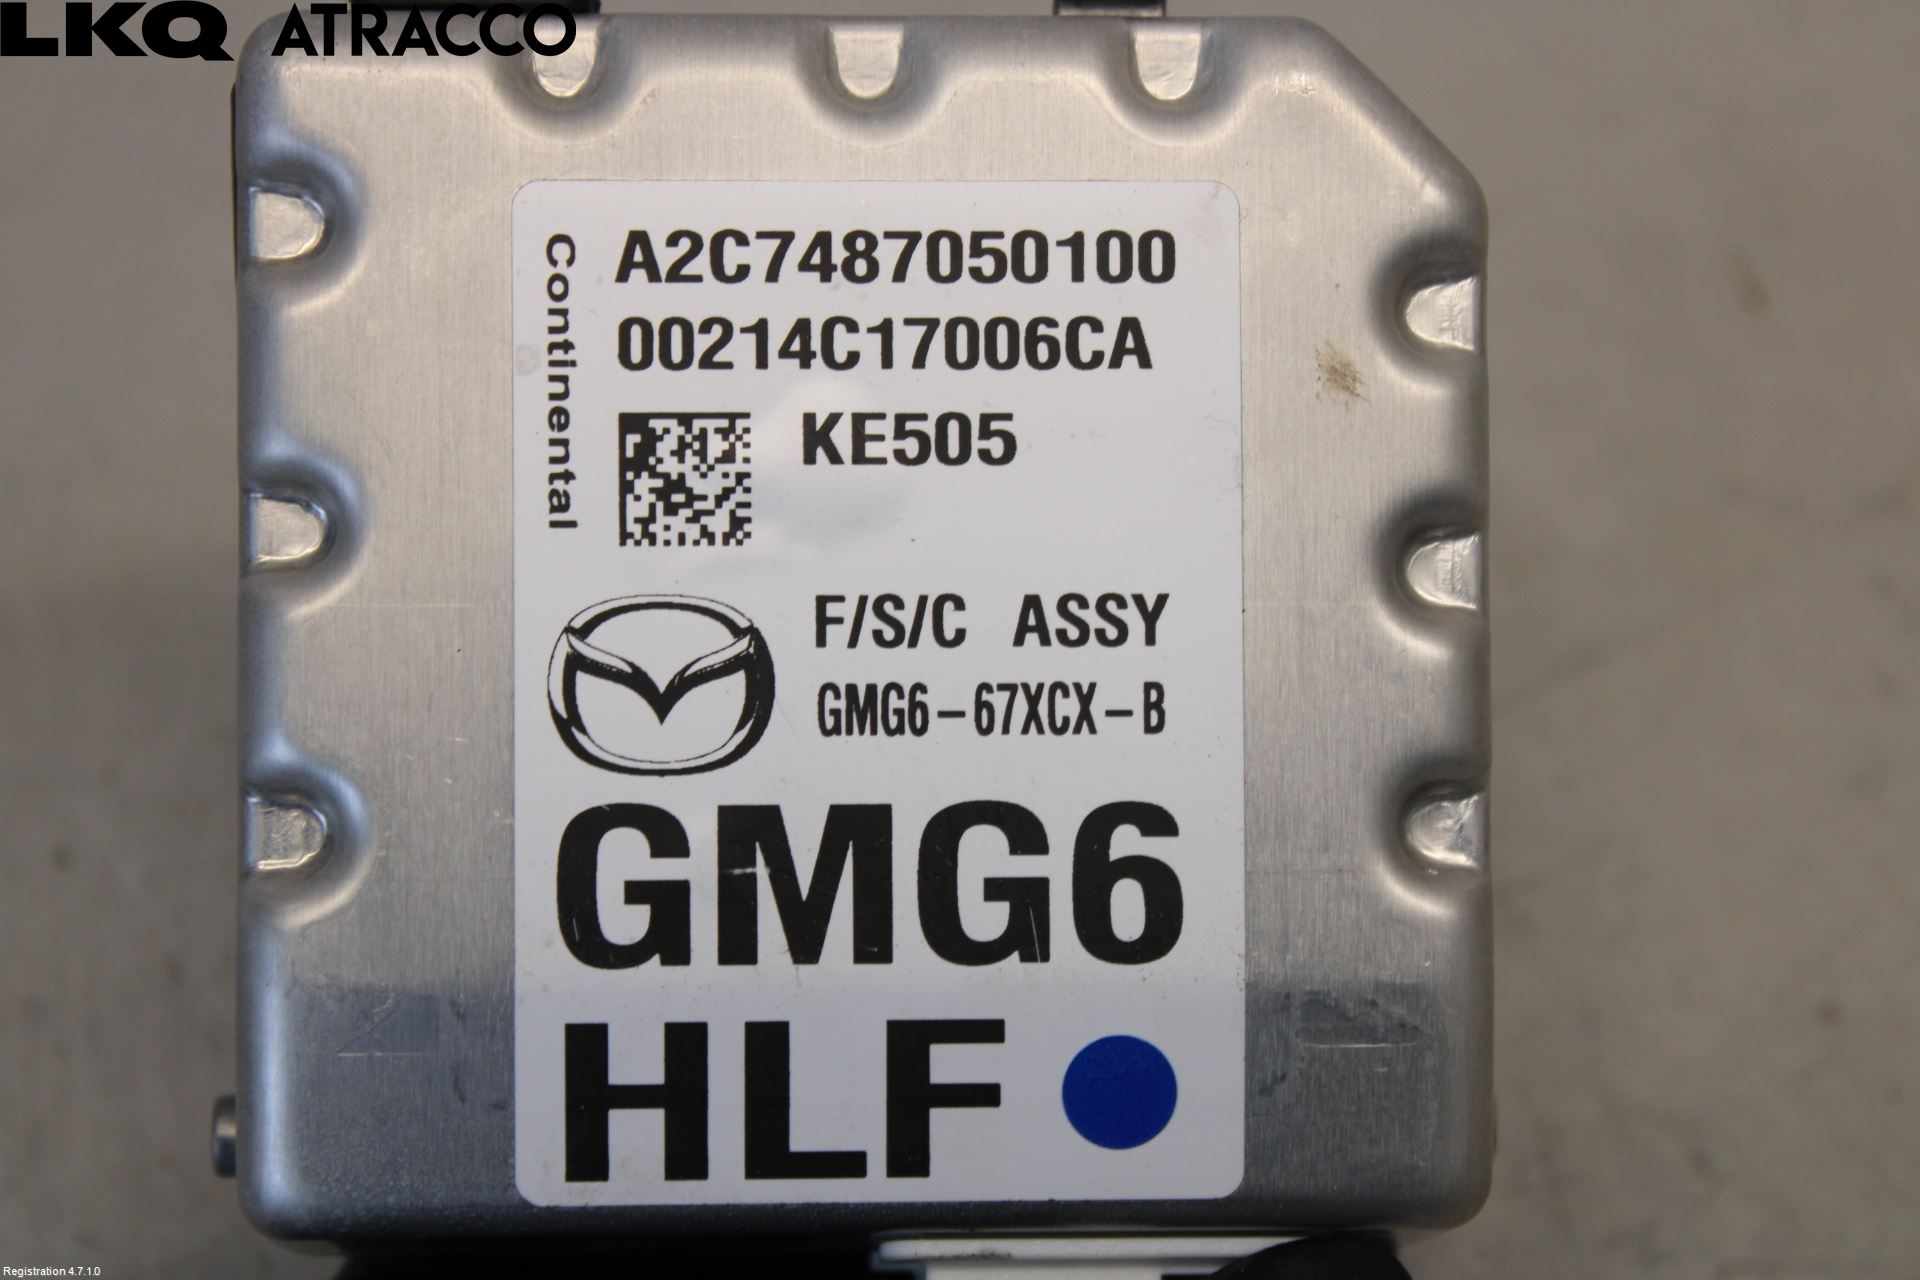 LKQ ATRACCO
Continental
A2C7487050100
00214C17006CA
KE505
F/S/C ASSY
GMG6-67XCX-B
GMG6
HLF
Registration 4.7.1.0